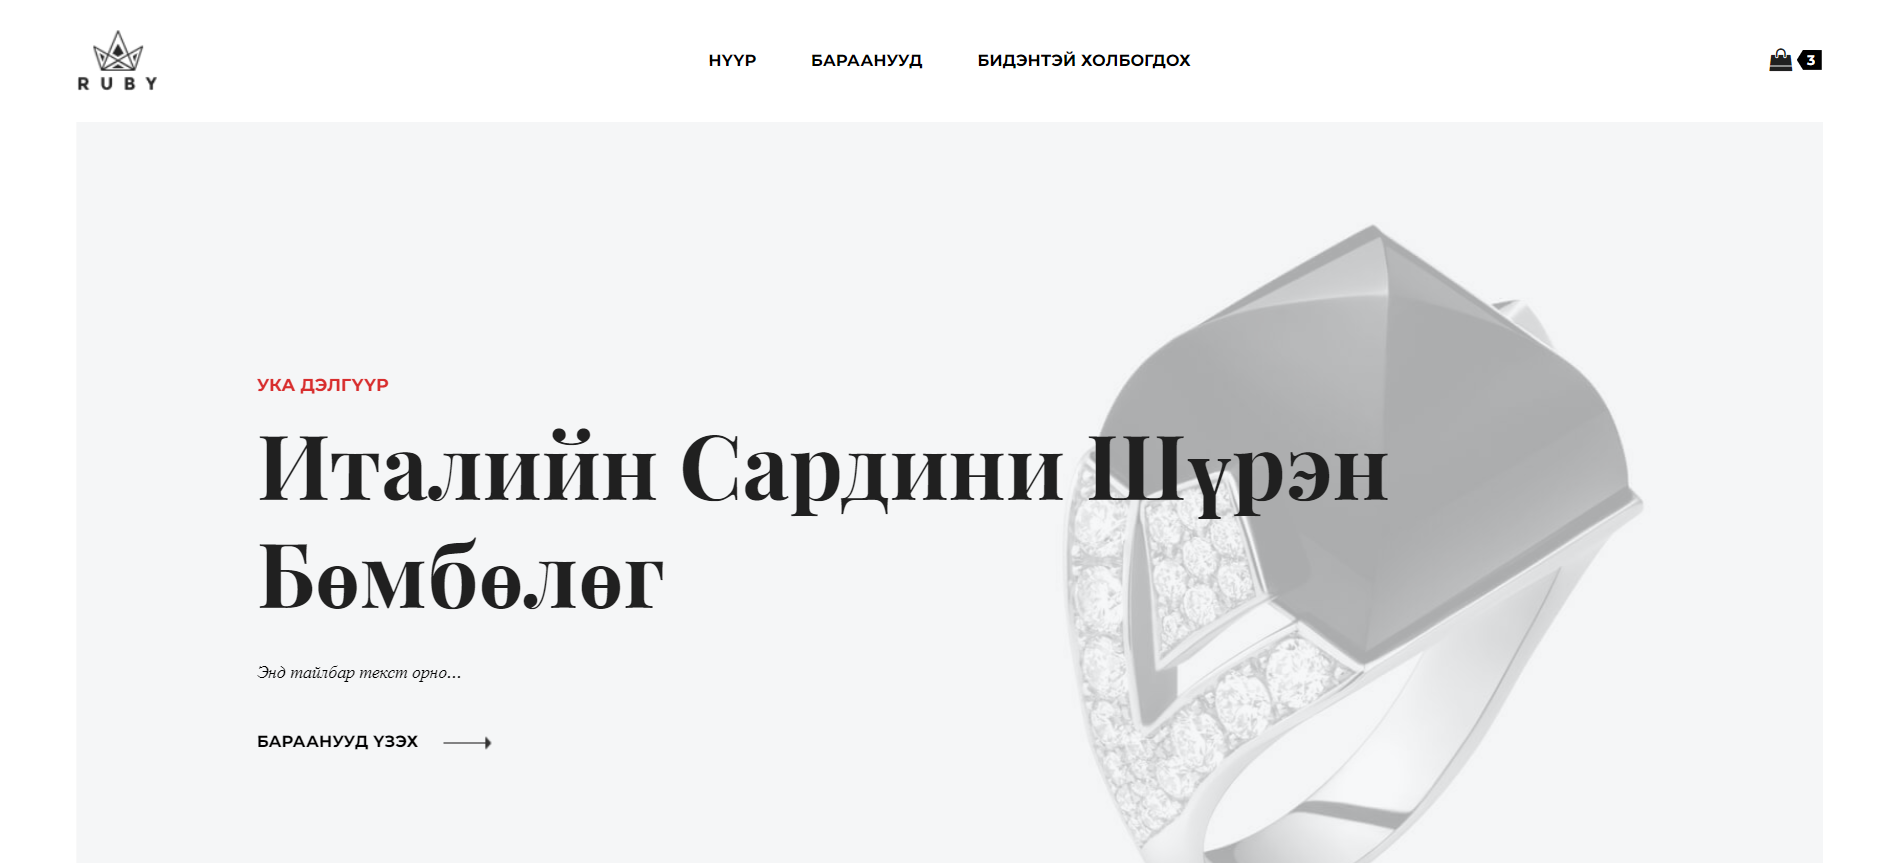 RUBY
НҮҮР
БАРААНУУД
БИДЭНТЭЙ ХОЛБОГДОХ
3
УКА ДЭЛГҮҮР
Италийн Сардини Шүрэн
Бөмбөлөг
Энд тайлбар текст орно...
БАРААНУУД ҮЗЭХ